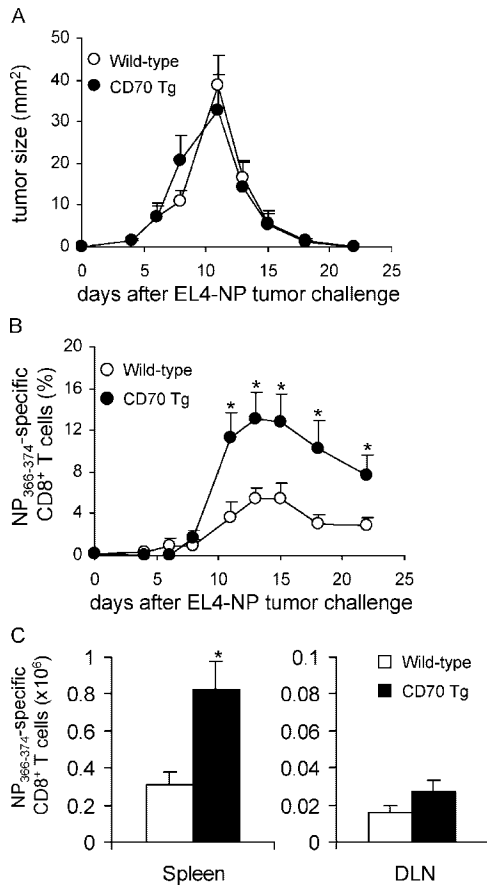 A
tumor size (mm²)
50
40
30
20
10
0
Wild-type
CD70 Tg
0 5 10 15 20 25
days after EL4-NP tumor challenge
B
NP366-374-specific
CD8+ T cells (%)
20
16
12
8
4
0
Wild-type
CD70 Tg
* * * * *
0 5 10 15 20 25
days after EL4-NP tumor challenge
C
NP366-374-specific
CD8+ T cells (x10⁶)
1
0.8
0.6
0.4
0.2
0
*
Spleen
0.1
0.08
0.06
0.04
0.02
0
Wild-type
CD70 Tg
DLN